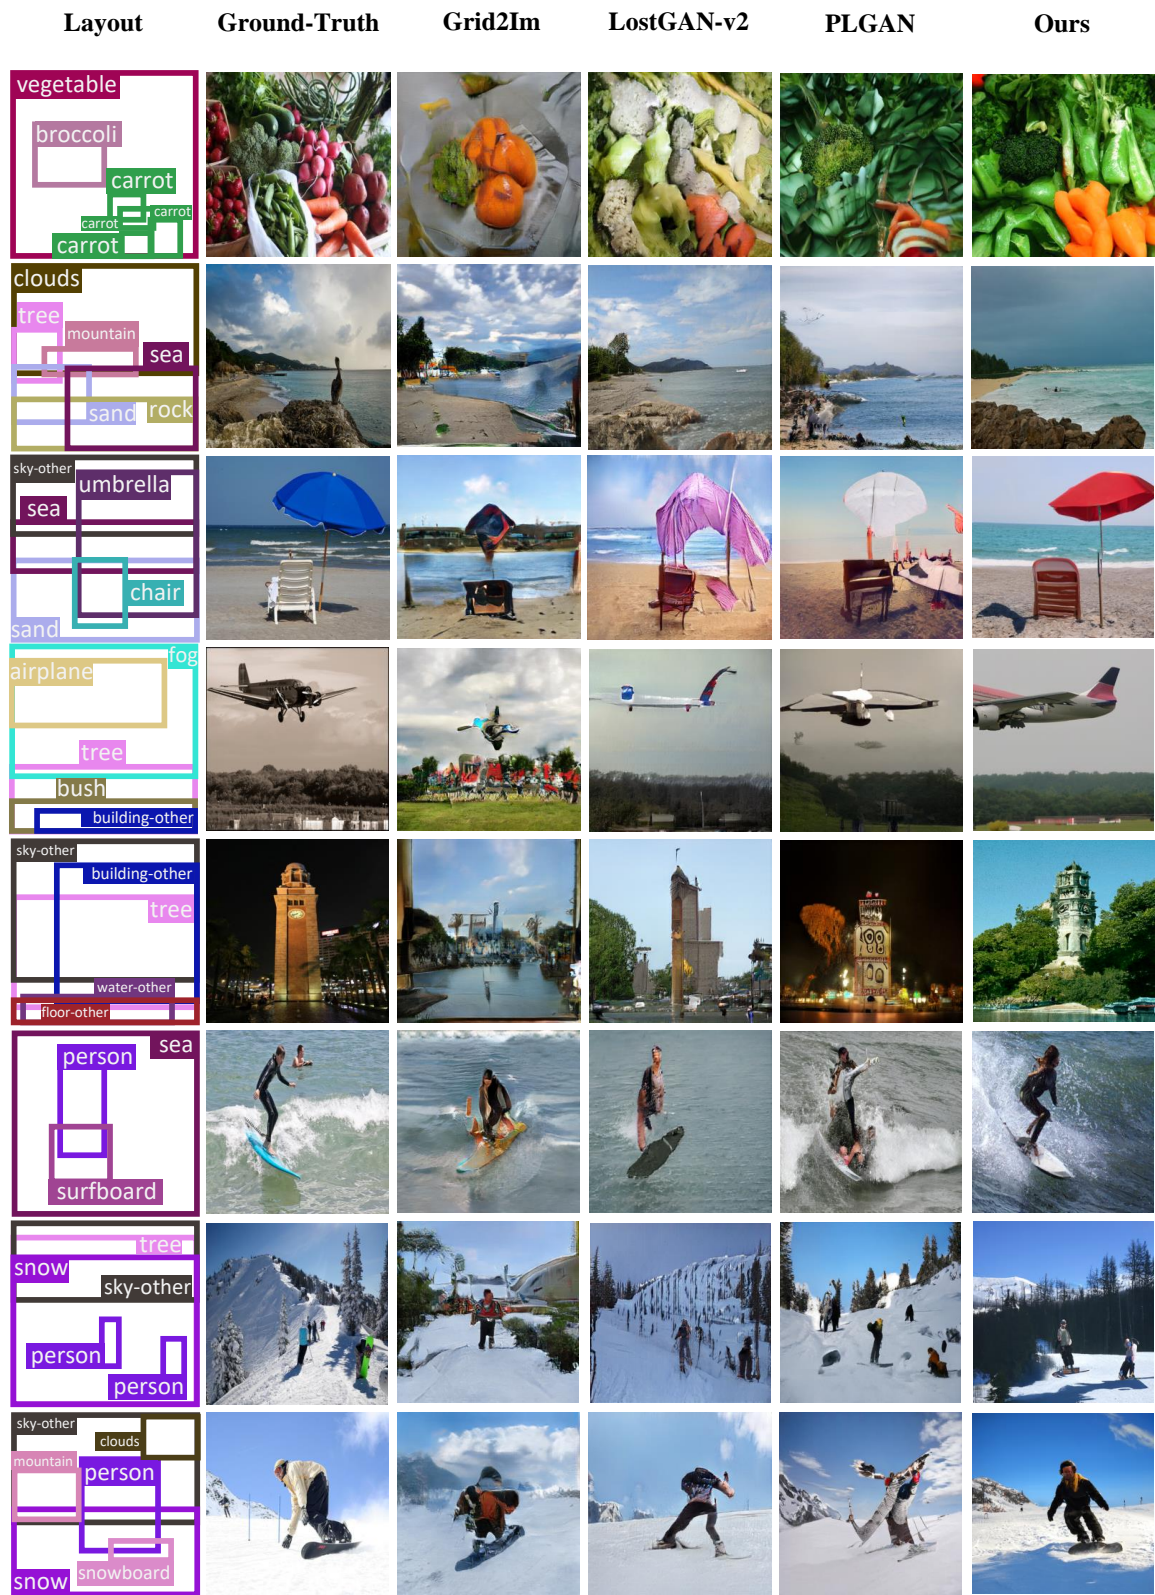 Layout Ground-Truth Grid2Im LostGAN-v2 PLGAN Ours
vegetable
broccoli
carrot
carrot
carrot
carrot
clouds
tree
mountain
sea
sand
rock
sky-other
umbrella
sea
chair
sand
fog
airplane
tree
bush
building-other
sky-other
building-other
tree
water-other
floor-other
sea
person
surfboard
tree
snow
sky-other
person
person
sky-other
clouds
mountain
person
snowboard
snow